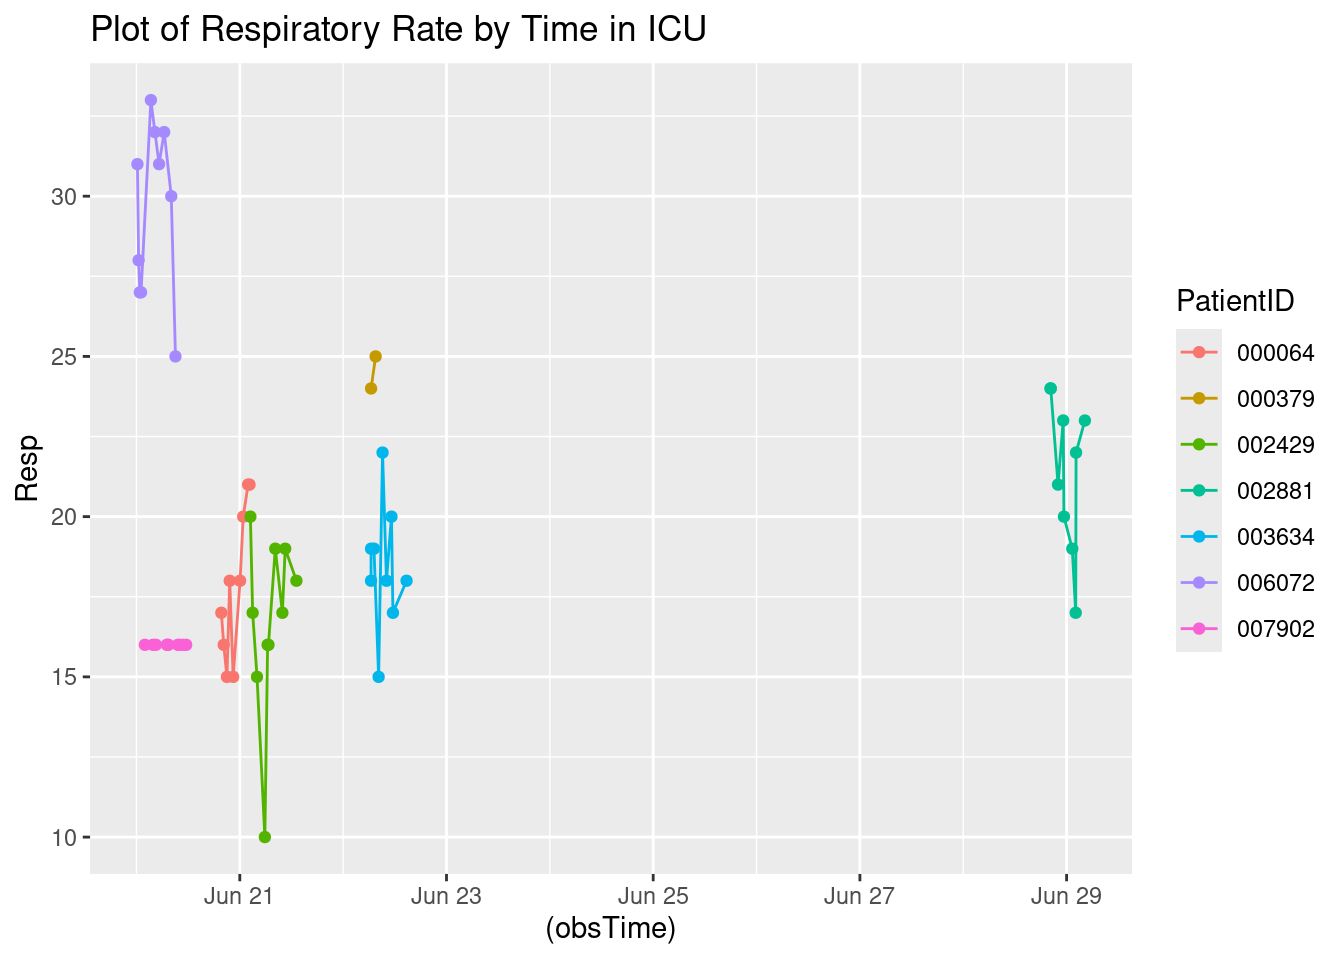 Plot of Respiratory Rate by Time in ICU
Resp
30
25
20
15
10
Jun 21 Jun 23 Jun 25 Jun 27 Jun 29
(obsTime)
PatientID
000064
000379
002429
002881
003634
006072
007902